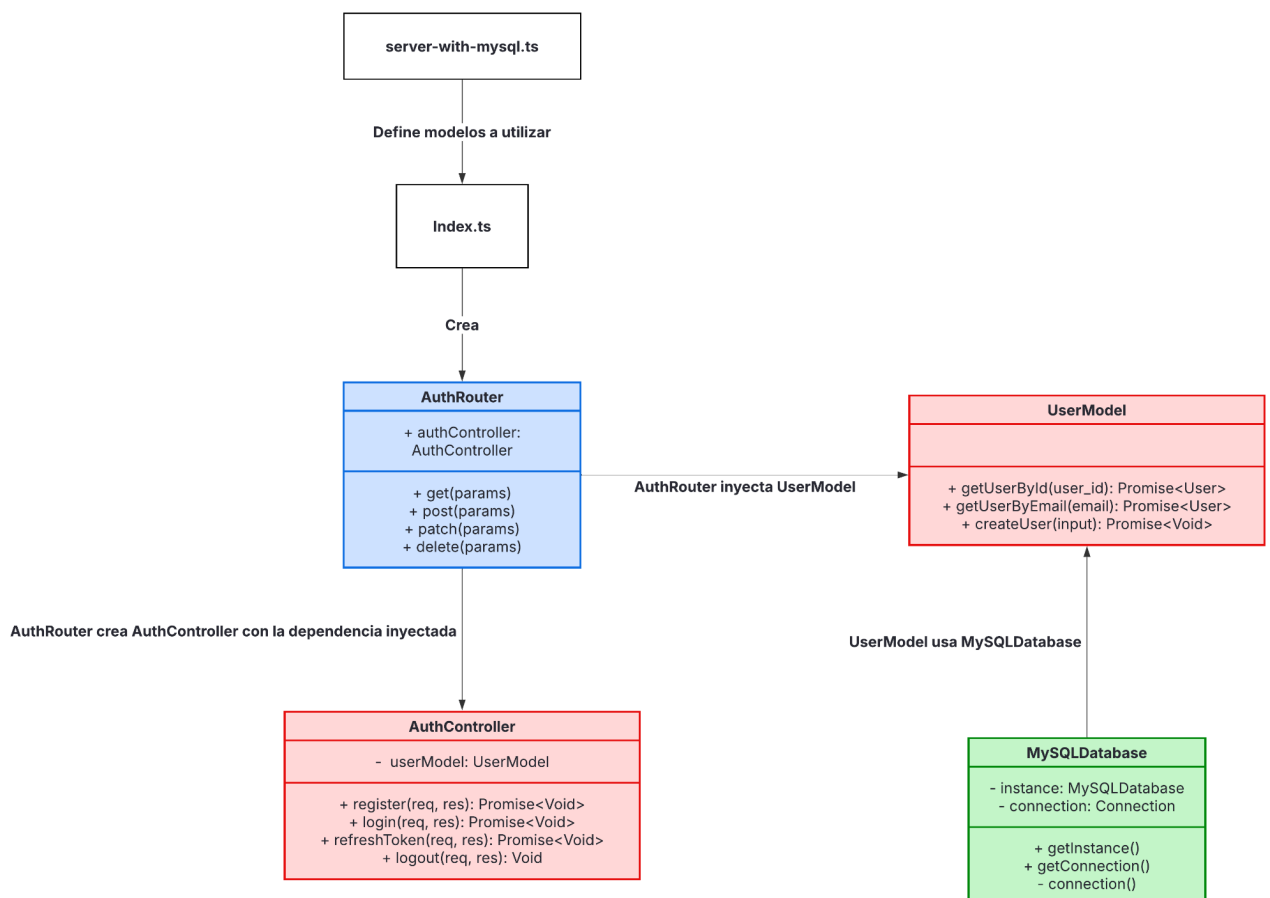 server-with-mysql.ts
Define modelos a utilizar
Index.ts
Crea
AuthRouter
+ authController:
AuthController
+ get(params)
+ post(params)
+ patch(params)
+ delete(params)
AuthRouter inyecta UserModel
UserModel
+ getUserById(user_id): Promise<User>
+ getUserByEmail(email): Promise<User>
+ createUser(input): Promise<Void>
AuthRouter crea AuthController con la dependencia inyectada
UserModel usa MySQLDatabase
AuthController
- userModel: UserModel
+ register(req, res): Promise<Void>
+ login(req, res): Promise<Void>
+ refreshToken(req, res): Promise<Void>
+ logout(req, res): Void
MySQLDatabase
- instance: MySQLDatabase
- connection: Connection
+ getInstance()
+ getConnection()
- connection()